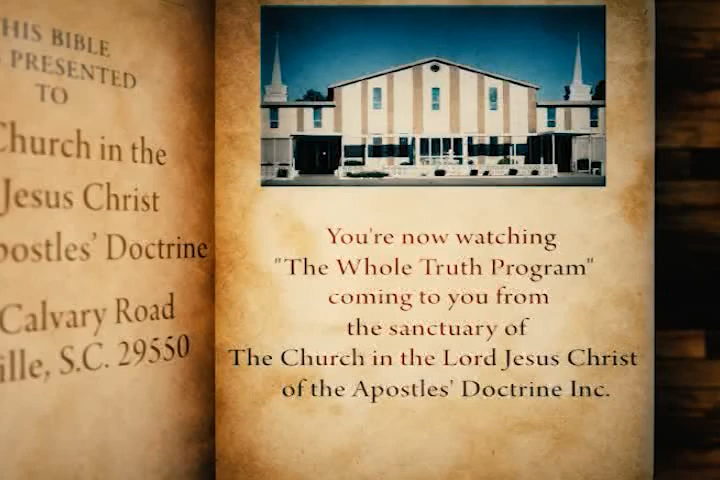 HIS BIBLE
PRESENTED
TO
Church in the
Jesus Christ
postles' Doctrine
Calvary Road
ille, S.C. 29550
You're now watching
"The Whole Truth Program"
coming to you from
the sanctuary of
The Church in the Lord Jesus Christ
of the Apostles' Doctrine Inc.